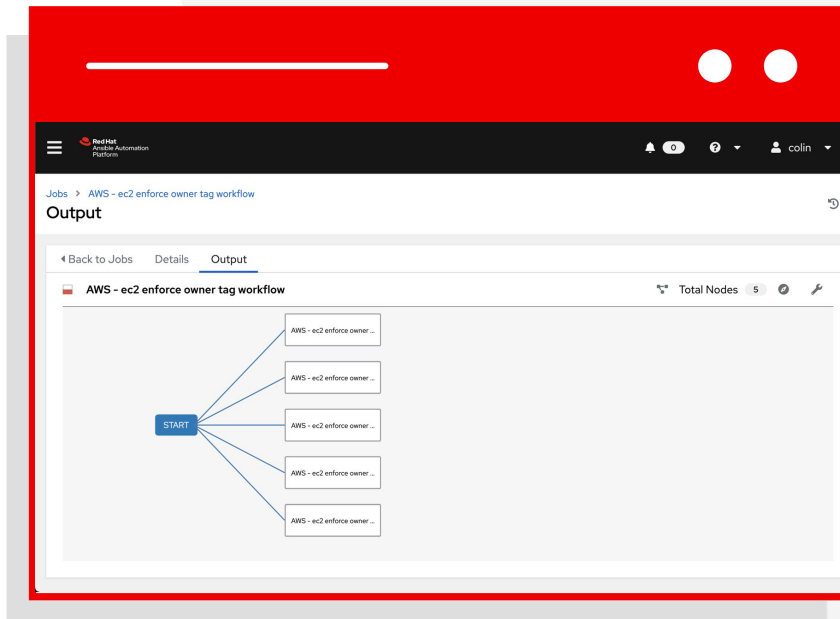 Red Hat
Ansible Automation
Platform
0
colin
Jobs > AWS - ec2 enforce owner tag workflow
Output
Back to Jobs Details Output
AWS - ec2 enforce owner tag workflow Total Nodes 5
AWS - ec2 enforce owner ...
AWS - ec2 enforce owner ...
START
AWS - ec2 enforce owner ...
AWS - ec2 enforce owner ...
AWS - ec2 enforce owner ...